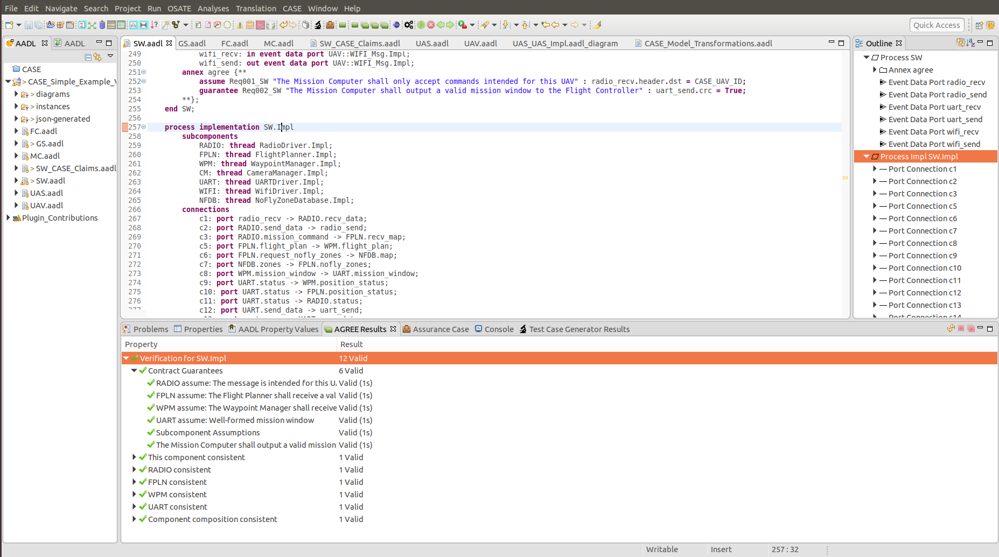 File Edit Navigate Search Project Run OSATE Analyses Translation CASE Window Help
Quick Access
AADL AADL
CASE
> CASE_Simple_Example_V
> diagrams
> instances
> json-generated
FC.aadl
> GS.aadl
MC.aadl
> SW_CASE_Claims.aadl
> SW.aadl
UAS.aadl
UAV.aadl
Plugin_Contributions
SW.aadl GS.aadl FC.aadl MC.aadl SW_CASE_Claims.aadl UAS.aadl UAV.aadl UAS_UAS_Impl.aadl_diagram CASE_Model_Transformations.aadl
249 wifi_recv: in event data port UAV::WIFI_Msg.Impl;
250 wifi_send: out event data port UAV::WIFI_Msg.Impl;
251 annex agree {**
252 assume Req001_SW "The Mission Computer shall only accept commands intended for this UAV" : radio_recv.header.dst = CASE_UAV_ID;
253 guarantee Req002_SW "The Mission Computer shall output a valid mission window to the Flight Controller" : uart_send.crc = True;
254 **};
255 end SW;
256
257 process implementation SW.Impl
258 subcomponents
259 RADIO: thread RadioDriver.Impl;
260 FPLN: thread FlightPlanner.Impl;
261 WPM: thread WaypointManager.Impl;
262 CM: thread CameraManager.Impl;
263 UART: thread UARTDriver.Impl;
264 WIFI: thread WifiDriver.Impl;
265 NFDB: thread NoFlyZoneDatabase.Impl;
266 connections
267 c1: port radio_recv -> RADIO.recv_data;
268 c2: port RADIO.send_data -> radio_send;
269 c3: port RADIO.mission_command -> FPLN.recv_map;
270 c5: port FPLN.flight_plan -> WPM.flight_plan;
271 c6: port FPLN.request_nofly_zones -> NFDB.map;
272 c7: port NFDB.zones -> FPLN.nofly_zones;
273 c8: port WPM.mission_window -> UART.mission_window;
274 c9: port UART.status -> WPM.position_status;
275 c10: port UART.status -> FPLN.position_status;
276 c11: port UART.status -> RADIO.status;
277 c12: port UART.send_data -> uart_send;
Outline
Process SW
Annex agree
Event Data Port radio_recv
Event Data Port radio_send
Event Data Port uart_recv
Event Data Port uart_send
Event Data Port wifi_recv
Event Data Port wifi_send
Process Impl SW.Impl
Port Connection c1
Port Connection c2
Port Connection c3
Port Connection c5
Port Connection c6
Port Connection c7
Port Connection c8
Port Connection c9
Port Connection c10
Port Connection c11
Port Connection c12
Port Connection c13
Port Connection c14
Problems Properties AADL Property Values AGREE Results Assurance Case Console Test Case Generator Results
Property Result
Verification for SW.Impl 12 Valid
Contract Guarantees 6 Valid
RADIO assume: The message is intended for this U Valid (1s)
FPLN assume: The Flight Planner shall receive a val Valid (1s)
WPM assume: The Waypoint Manager shall receive Valid (1s)
UART assume: Well-formed mission window Valid (1s)
Subcomponent Assumptions Valid (1s)
The Mission Computer shall output a valid mission Valid (1s)
This component consistent 1 Valid
RADIO consistent 1 Valid
FPLN consistent 1 Valid
WPM consistent 1 Valid
UART consistent 1 Valid
Component composition consistent 1 Valid
Writable Insert 257 : 32